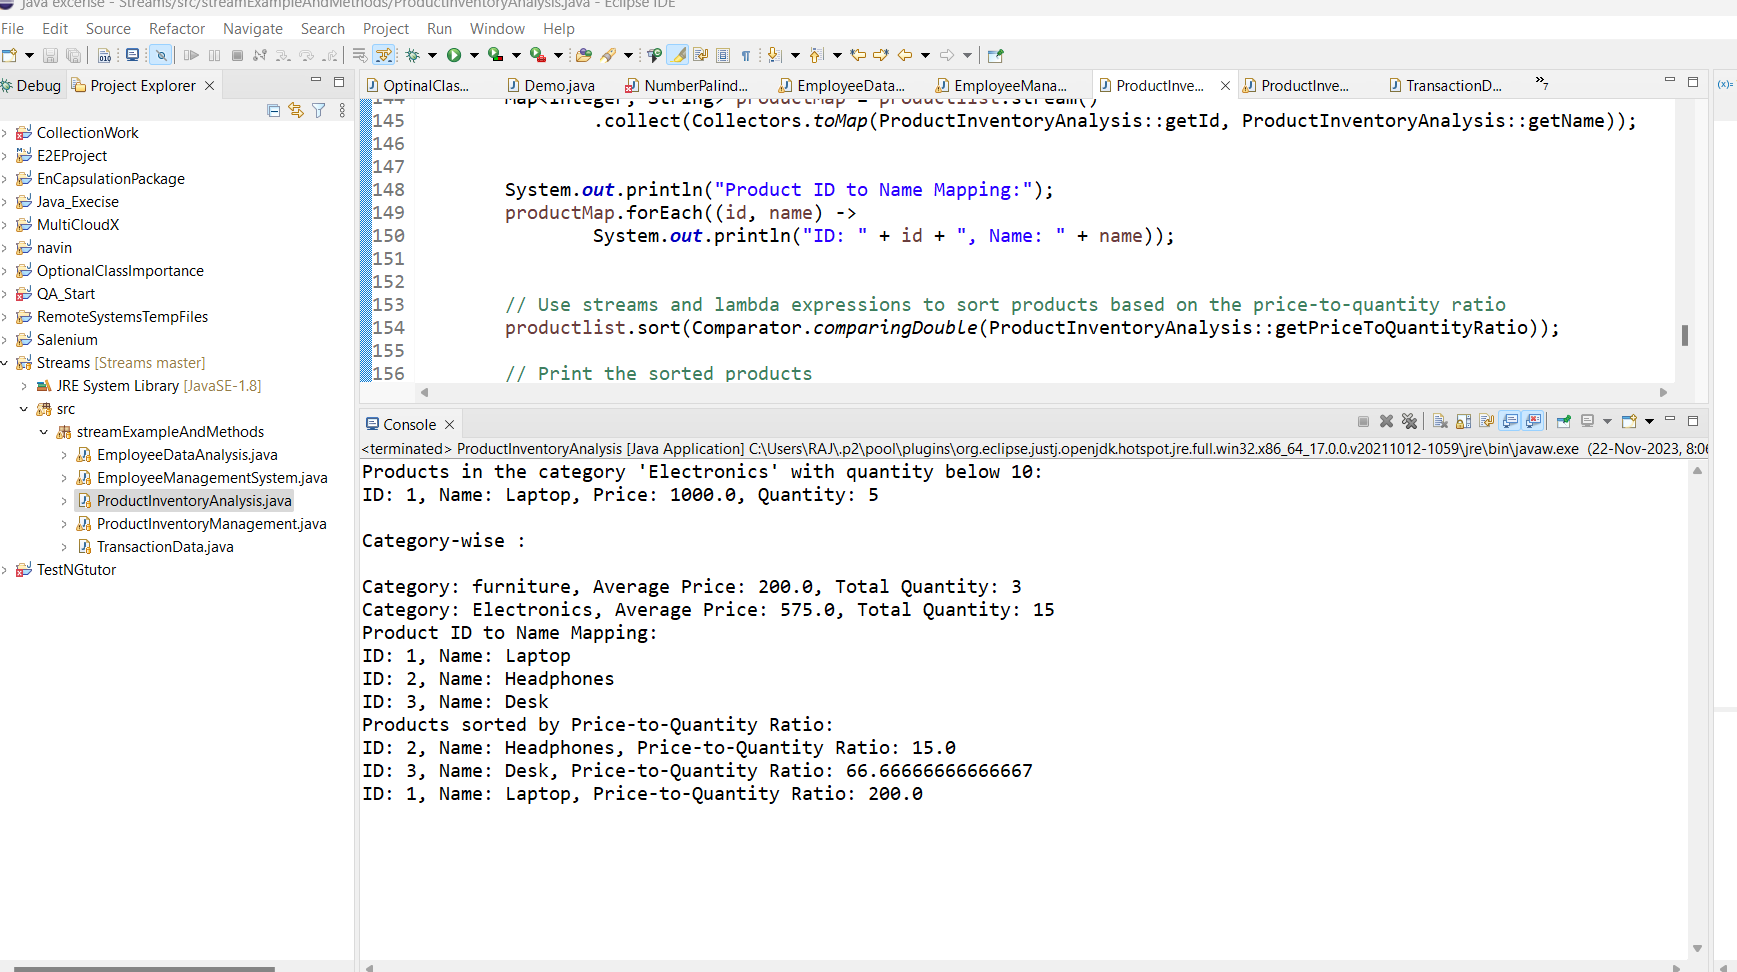 java excerise - Streams/src/streamExampleAndMethods/ProductInventoryAnalysis.java - Eclipse IDE
File Edit Source Refactor Navigate Search Project Run Window Help
Debug Project Explorer
OptinalClas... Demo.java NumberPalind... EmployeeData... EmployeeMana... ProductInve... ProductInve... TransactionD... »7
CollectionWork
E2EProject
EnCapsulationPackage
Java_Execise
MultiCloudX
navin
OptionalClassImportance
QA_Start
RemoteSystemsTempFiles
Selenium
Streams [Streams master]
JRE System Library [JavaSE-1.8]
src
streamExampleAndMethods
EmployeeDataAnalysis.java
EmployeeManagementSystem.java
ProductInventoryAnalysis.java
ProductInventoryManagement.java
TransactionData.java
TestNGtutor
144 Map<Integer, String> productMap = productlist.stream()
145 .collect(Collectors.toMap(ProductInventoryAnalysis::getId, ProductInventoryAnalysis::getName));
146
147
148 System.out.println("Product ID to Name Mapping:");
149 productMap.forEach((id, name) ->
150 System.out.println("ID: " + id + ", Name: " + name));
151
152
153 // Use streams and lambda expressions to sort products based on the price-to-quantity ratio
154 productlist.sort(Comparator.comparingDouble(ProductInventoryAnalysis::getPriceToQuantityRatio));
155
156 // Print the sorted products
Console
<terminated> ProductInventoryAnalysis [Java Application] C:\Users\RAJ\.p2\pool\plugins\org.eclipse.justj.openjdk.hotspot.jre.full.win32.x86_64_17.0.0.v20211012-1059\jre\bin\javaw.exe (22-Nov-2023, 8:06
Products in the category 'Electronics' with quantity below 10:
ID: 1, Name: Laptop, Price: 1000.0, Quantity: 5
Category-wise :
Category: furniture, Average Price: 200.0, Total Quantity: 3
Category: Electronics, Average Price: 575.0, Total Quantity: 15
Product ID to Name Mapping:
ID: 1, Name: Laptop
ID: 2, Name: Headphones
ID: 3, Name: Desk
Products sorted by Price-to-Quantity Ratio:
ID: 2, Name: Headphones, Price-to-Quantity Ratio: 15.0
ID: 3, Name: Desk, Price-to-Quantity Ratio: 66.66666666666667
ID: 1, Name: Laptop, Price-to-Quantity Ratio: 200.0